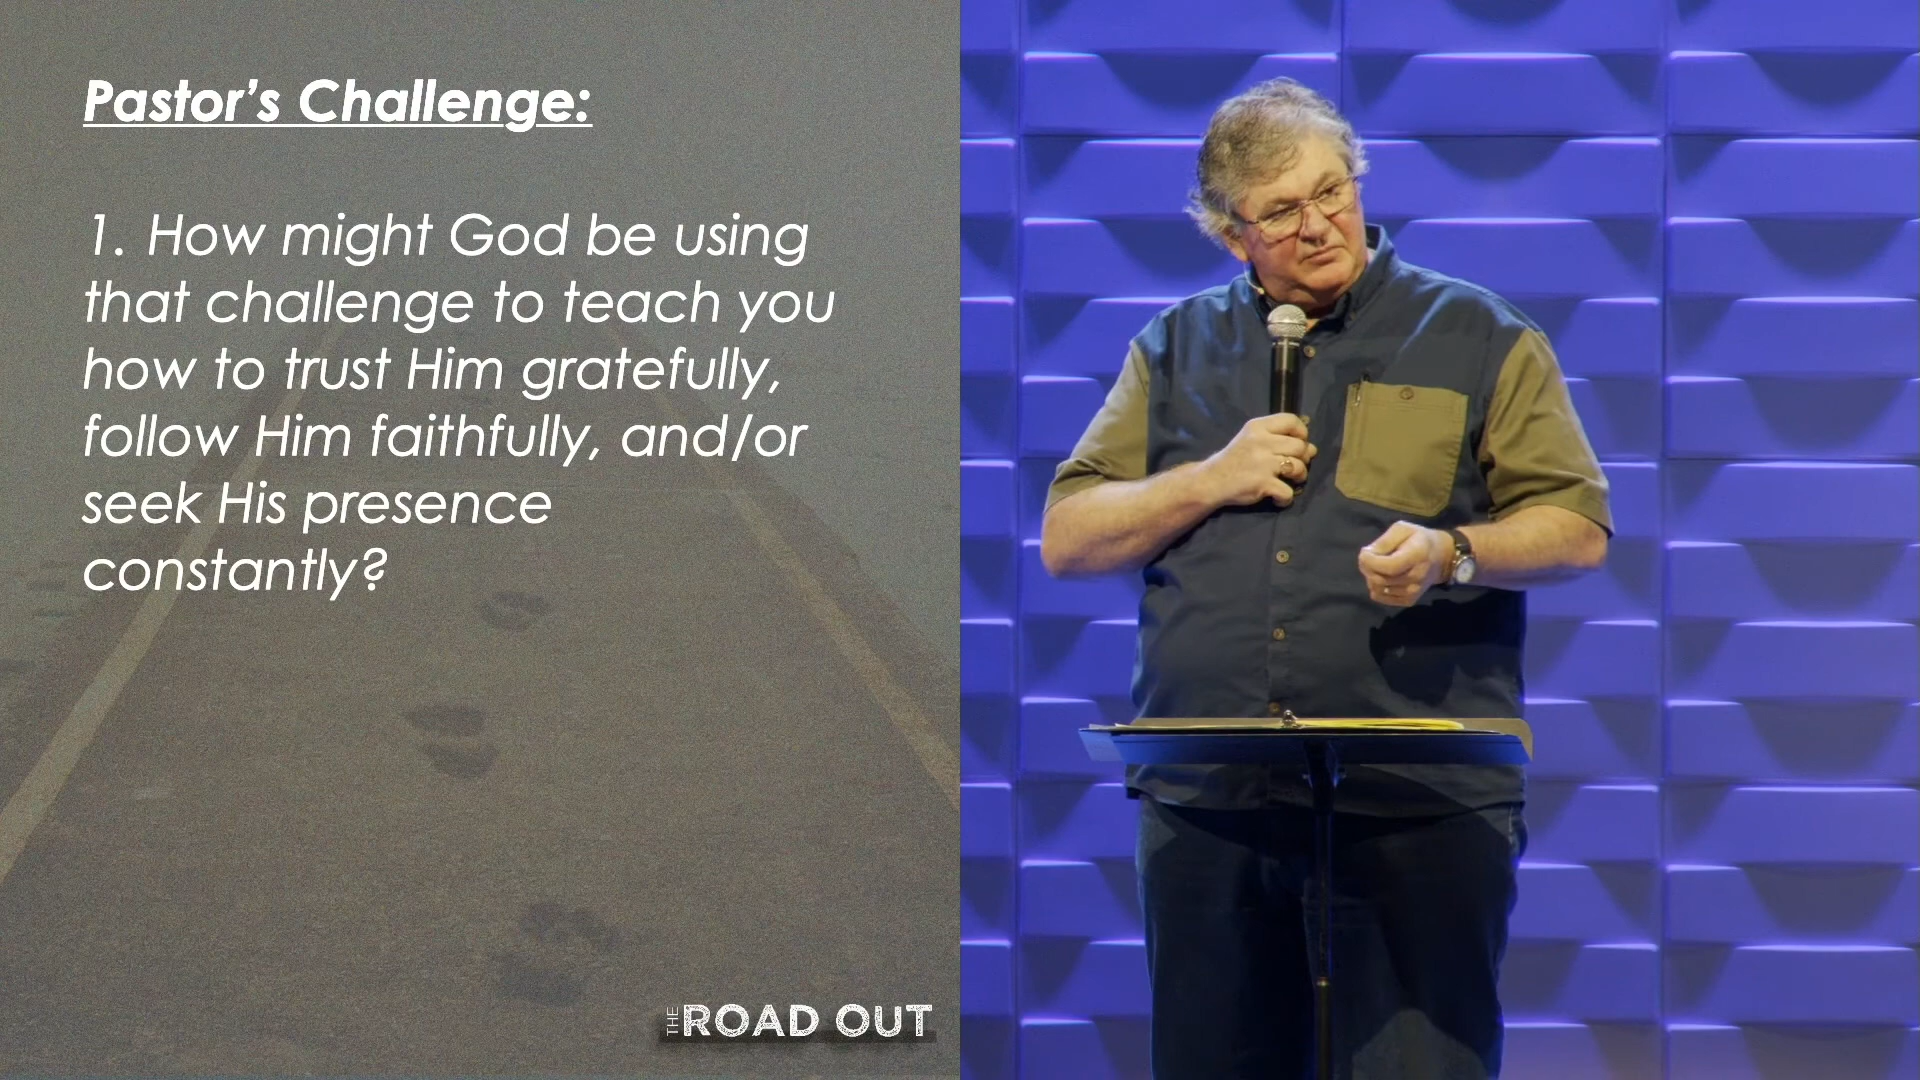 Pastor’s Challenge:
1. How might God be using
that challenge to teach you
how to trust Him gratefully,
follow Him faithfully, and/or
seek His presence
constantly?
THE ROAD OUT